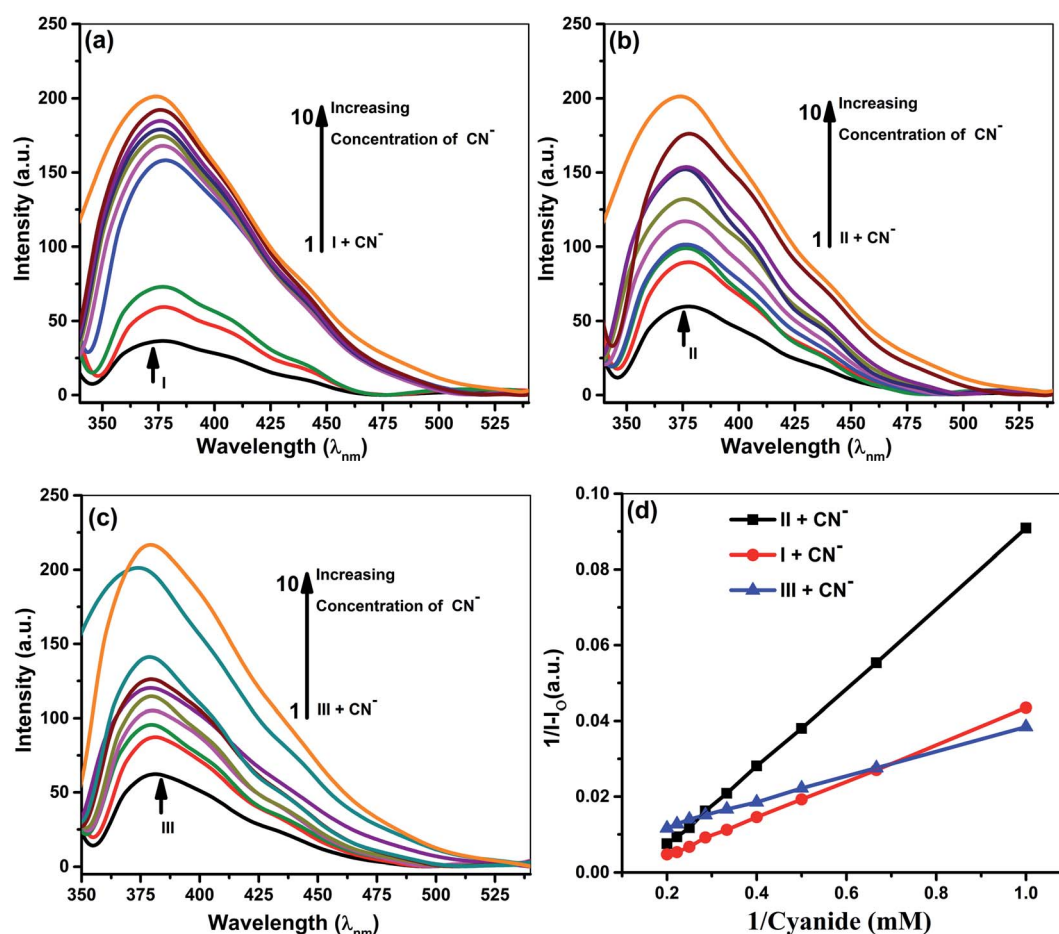 (a)
250
200
150
100
50
0
Intensity (a.u.)
10 Increasing
Concentration of CN⁻
1 I + CN⁻
I
350 375 400 425 450 475 500 525
Wavelength (λnm)
(b)
250
200
150
100
50
0
Intensity (a.u.)
10 Increasing
Concentration of CN⁻
1 II + CN⁻
II
350 375 400 425 450 475 500 525
Wavelength (λnm)
(c)
250
200
150
100
50
0
Intensity (a.u.)
10 Increasing
Concentration of CN⁻
1 III + CN⁻
III
350 375 400 425 450 475 500 525
Wavelength (λnm)
(d)
0.10
0.08
0.06
0.04
0.02
0.00
1/I-IO(a.u.)
II + CN⁻
I + CN⁻
III + CN⁻
0.2 0.4 0.6 0.8 1.0
1/Cyanide (mM)